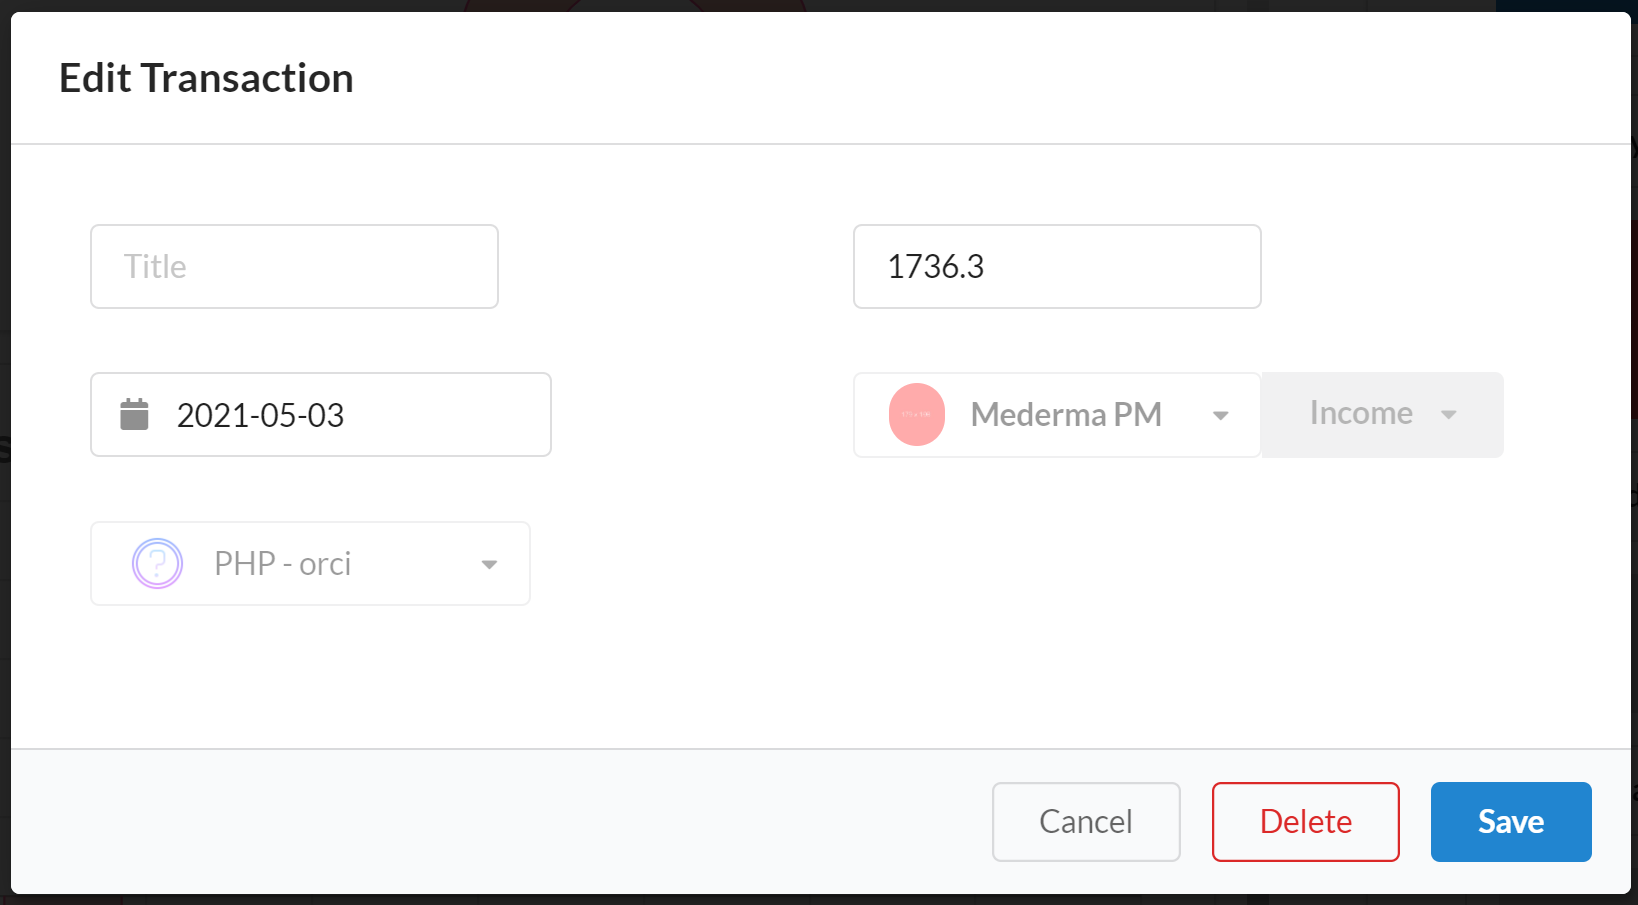 Edit Transaction
Title
1736.3
2021-05-03
Mederma PM
Income
PHP - orci
Cancel
Delete
Save